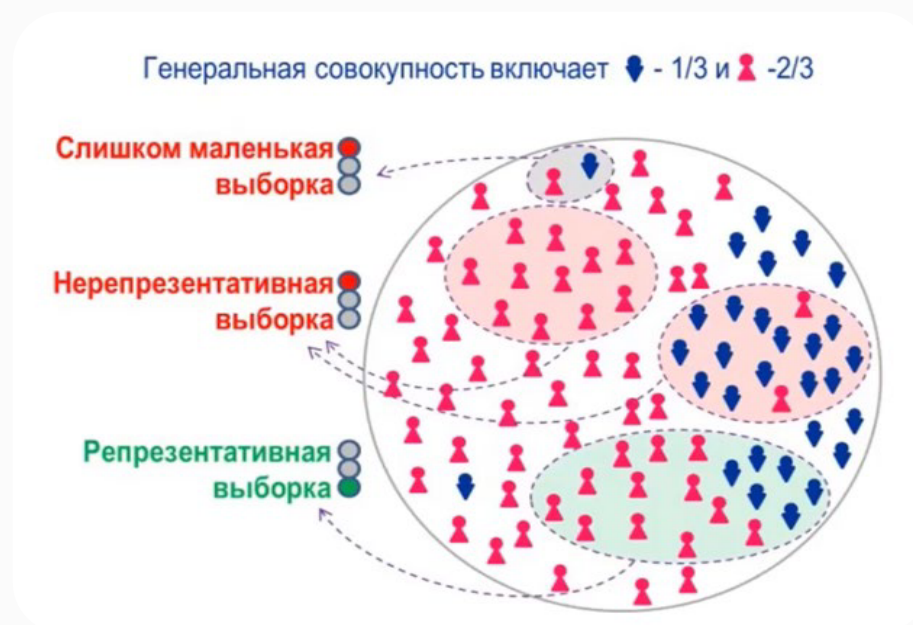 Генеральная совокупность включает - 1/3 и -2/3
Слишком маленькая
выборка
Нерепрезентативная
выборка
Репрезентативная
выборка